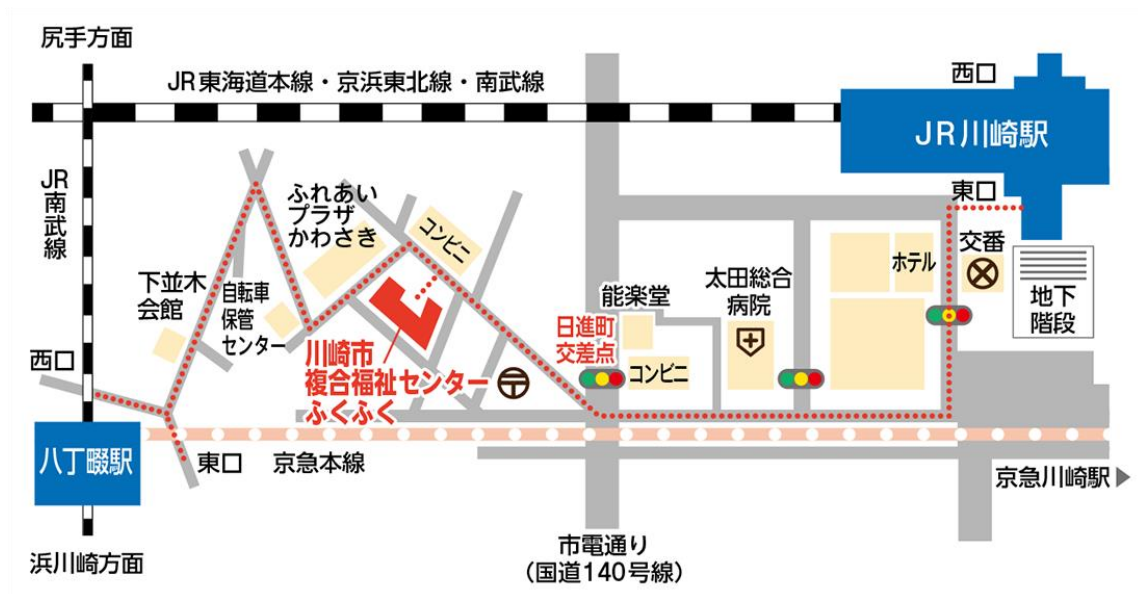 尻手方面
JR東海道本線・京浜東北線・南武線
西口
JR川崎駅
JR南武線
東口
ふれあい
プラザ
かわさき
コンビニ
交番
ホテル
下並木
会館
自転車
保管
センター
太田総合
病院
能楽堂
地下
階段
日進町
交差点
川崎市
複合福祉センター
ふくふく
コンビニ
西口
八丁畷駅
東口
京急本線
京急川崎駅
市電通り
（国道140号線）
浜川崎方面